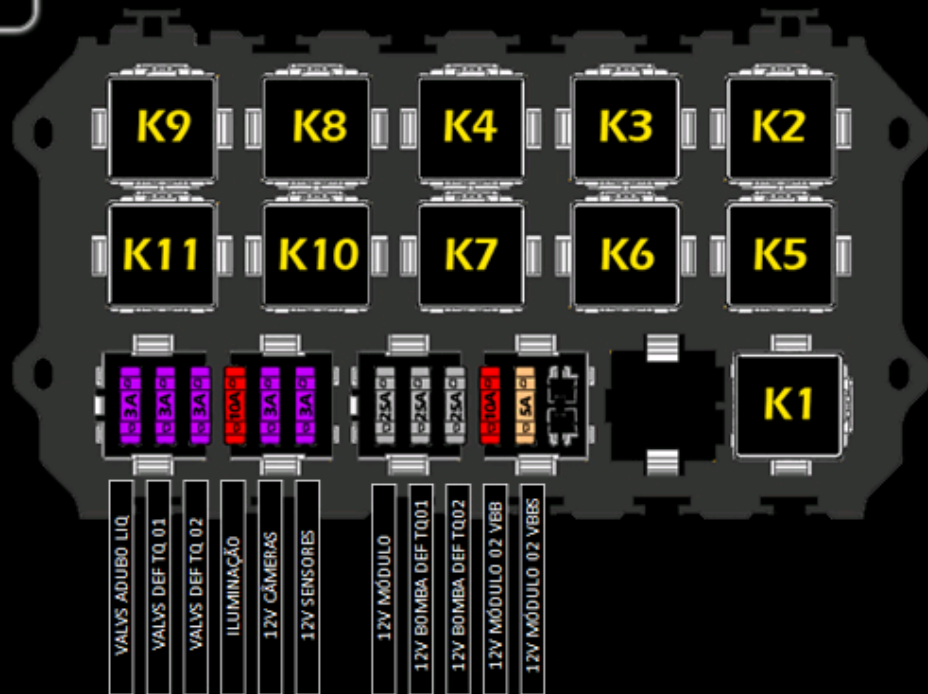 K9 K8 K4 K3 K2
K11 K10 K7 K6 K5
3A 3A 3A 10A 3A 3A 25A 25A 25A 10A 5A K1
VALVS ADUBO LIQ
VALVS DEF TQ 01
VALVS DEF TQ 02
ILUMINAÇÃO
12V CÂMERAS
12V SENSORES
12V MÓDULO
12V BOMBA DEF TQ01
12V BOMBA DEF TQ02
12V MÓDULO 02 VBB
12V MÓDULO 02 VBBS